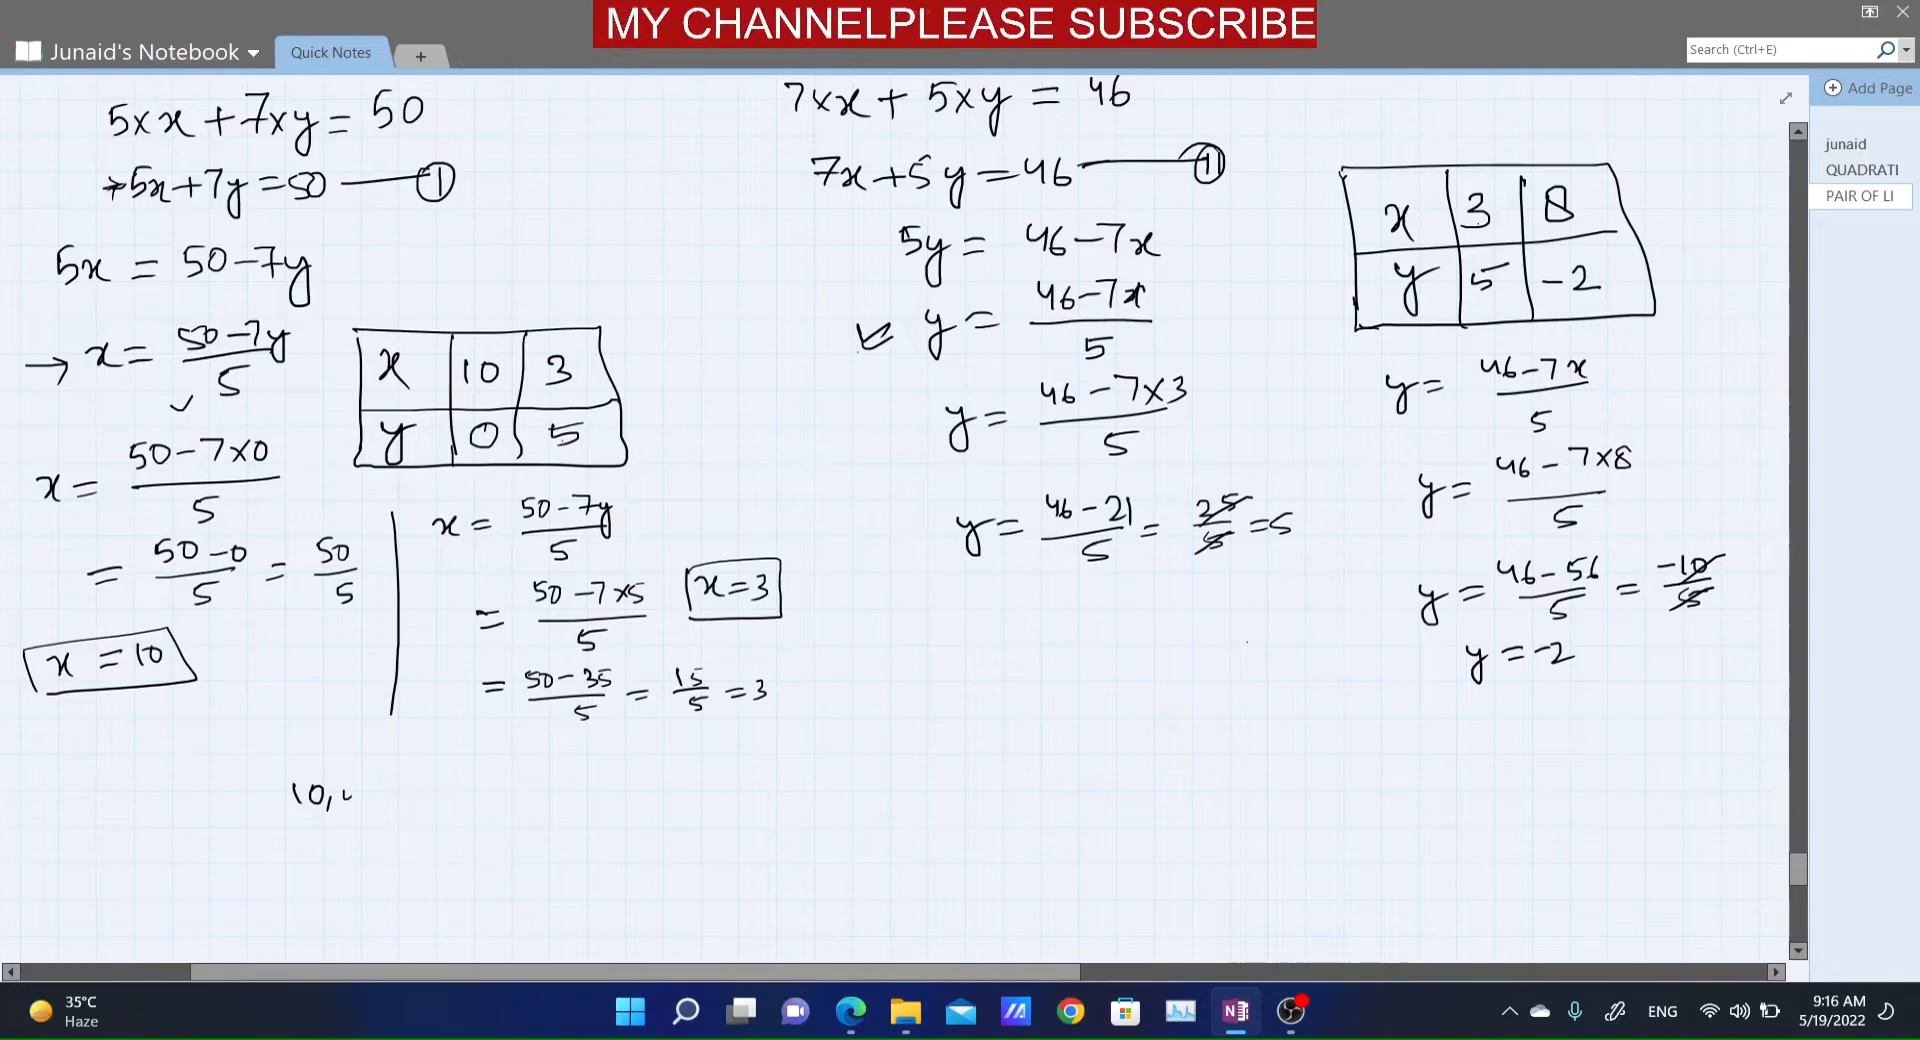 MY CHANNELPLEASE SUBSCRIBE
Junaid's Notebook
Quick Notes
+
Search (Ctrl+E)
Add Page
junaid
QUADRATI
PAIR OF LI
5×x + 7×y = 50
5x+7y=50 — ①
5x = 50-7y
→ x = 50-7y / 5
x = 50-7×0 / 5
= 50-0 / 5 = 50 / 5
x = 10
x 10 3
y 0 5
x = 50-7y / 5
= 50-7×5 / 5
x=3
= 50-35 / 5 = 15 / 5 = 3
10,
7×x + 5×y = 46
7x+5y=46 — ⑪
5y = 46-7x
y = 46-7x / 5
y = 46-7×3 / 5
y = 46-21 / 5 = 25 / 5 = 5
x 3 8
y 5 -2
y = 46-7x / 5
y = 46-7×8 / 5
y = 46-56 / 5 = -10 / 5
y = -2
35°C
Haze
ENG
9:16 AM
5/19/2022